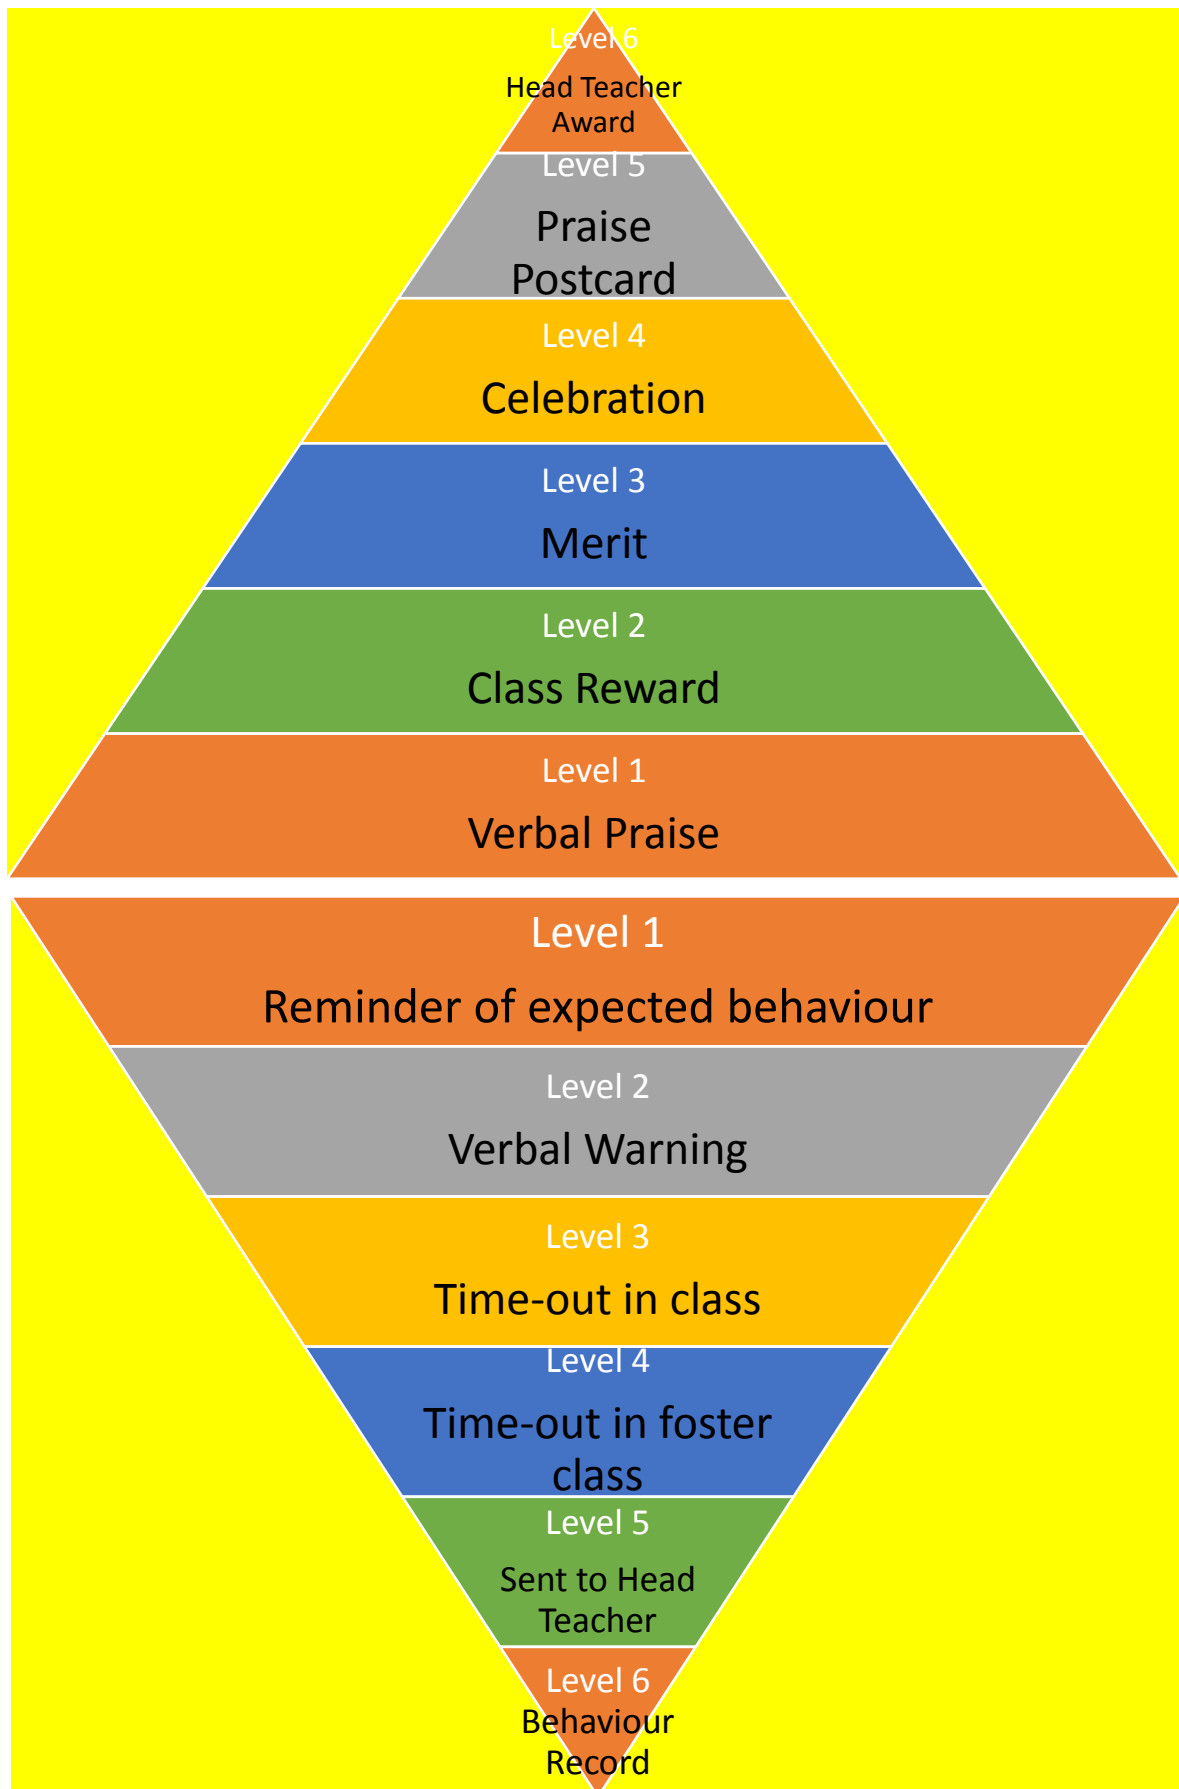 Level 6
Head Teacher
Award
Level 5
Praise
Postcard
Level 4
Celebration
Level 3
Merit
Level 2
Class Reward
Level 1
Verbal Praise
Level 1
Reminder of expected behaviour
Level 2
Verbal Warning
Level 3
Time-out in class
Level 4
Time-out in foster
class
Level 5
Sent to Head
Teacher
Level 6
Behaviour
Record